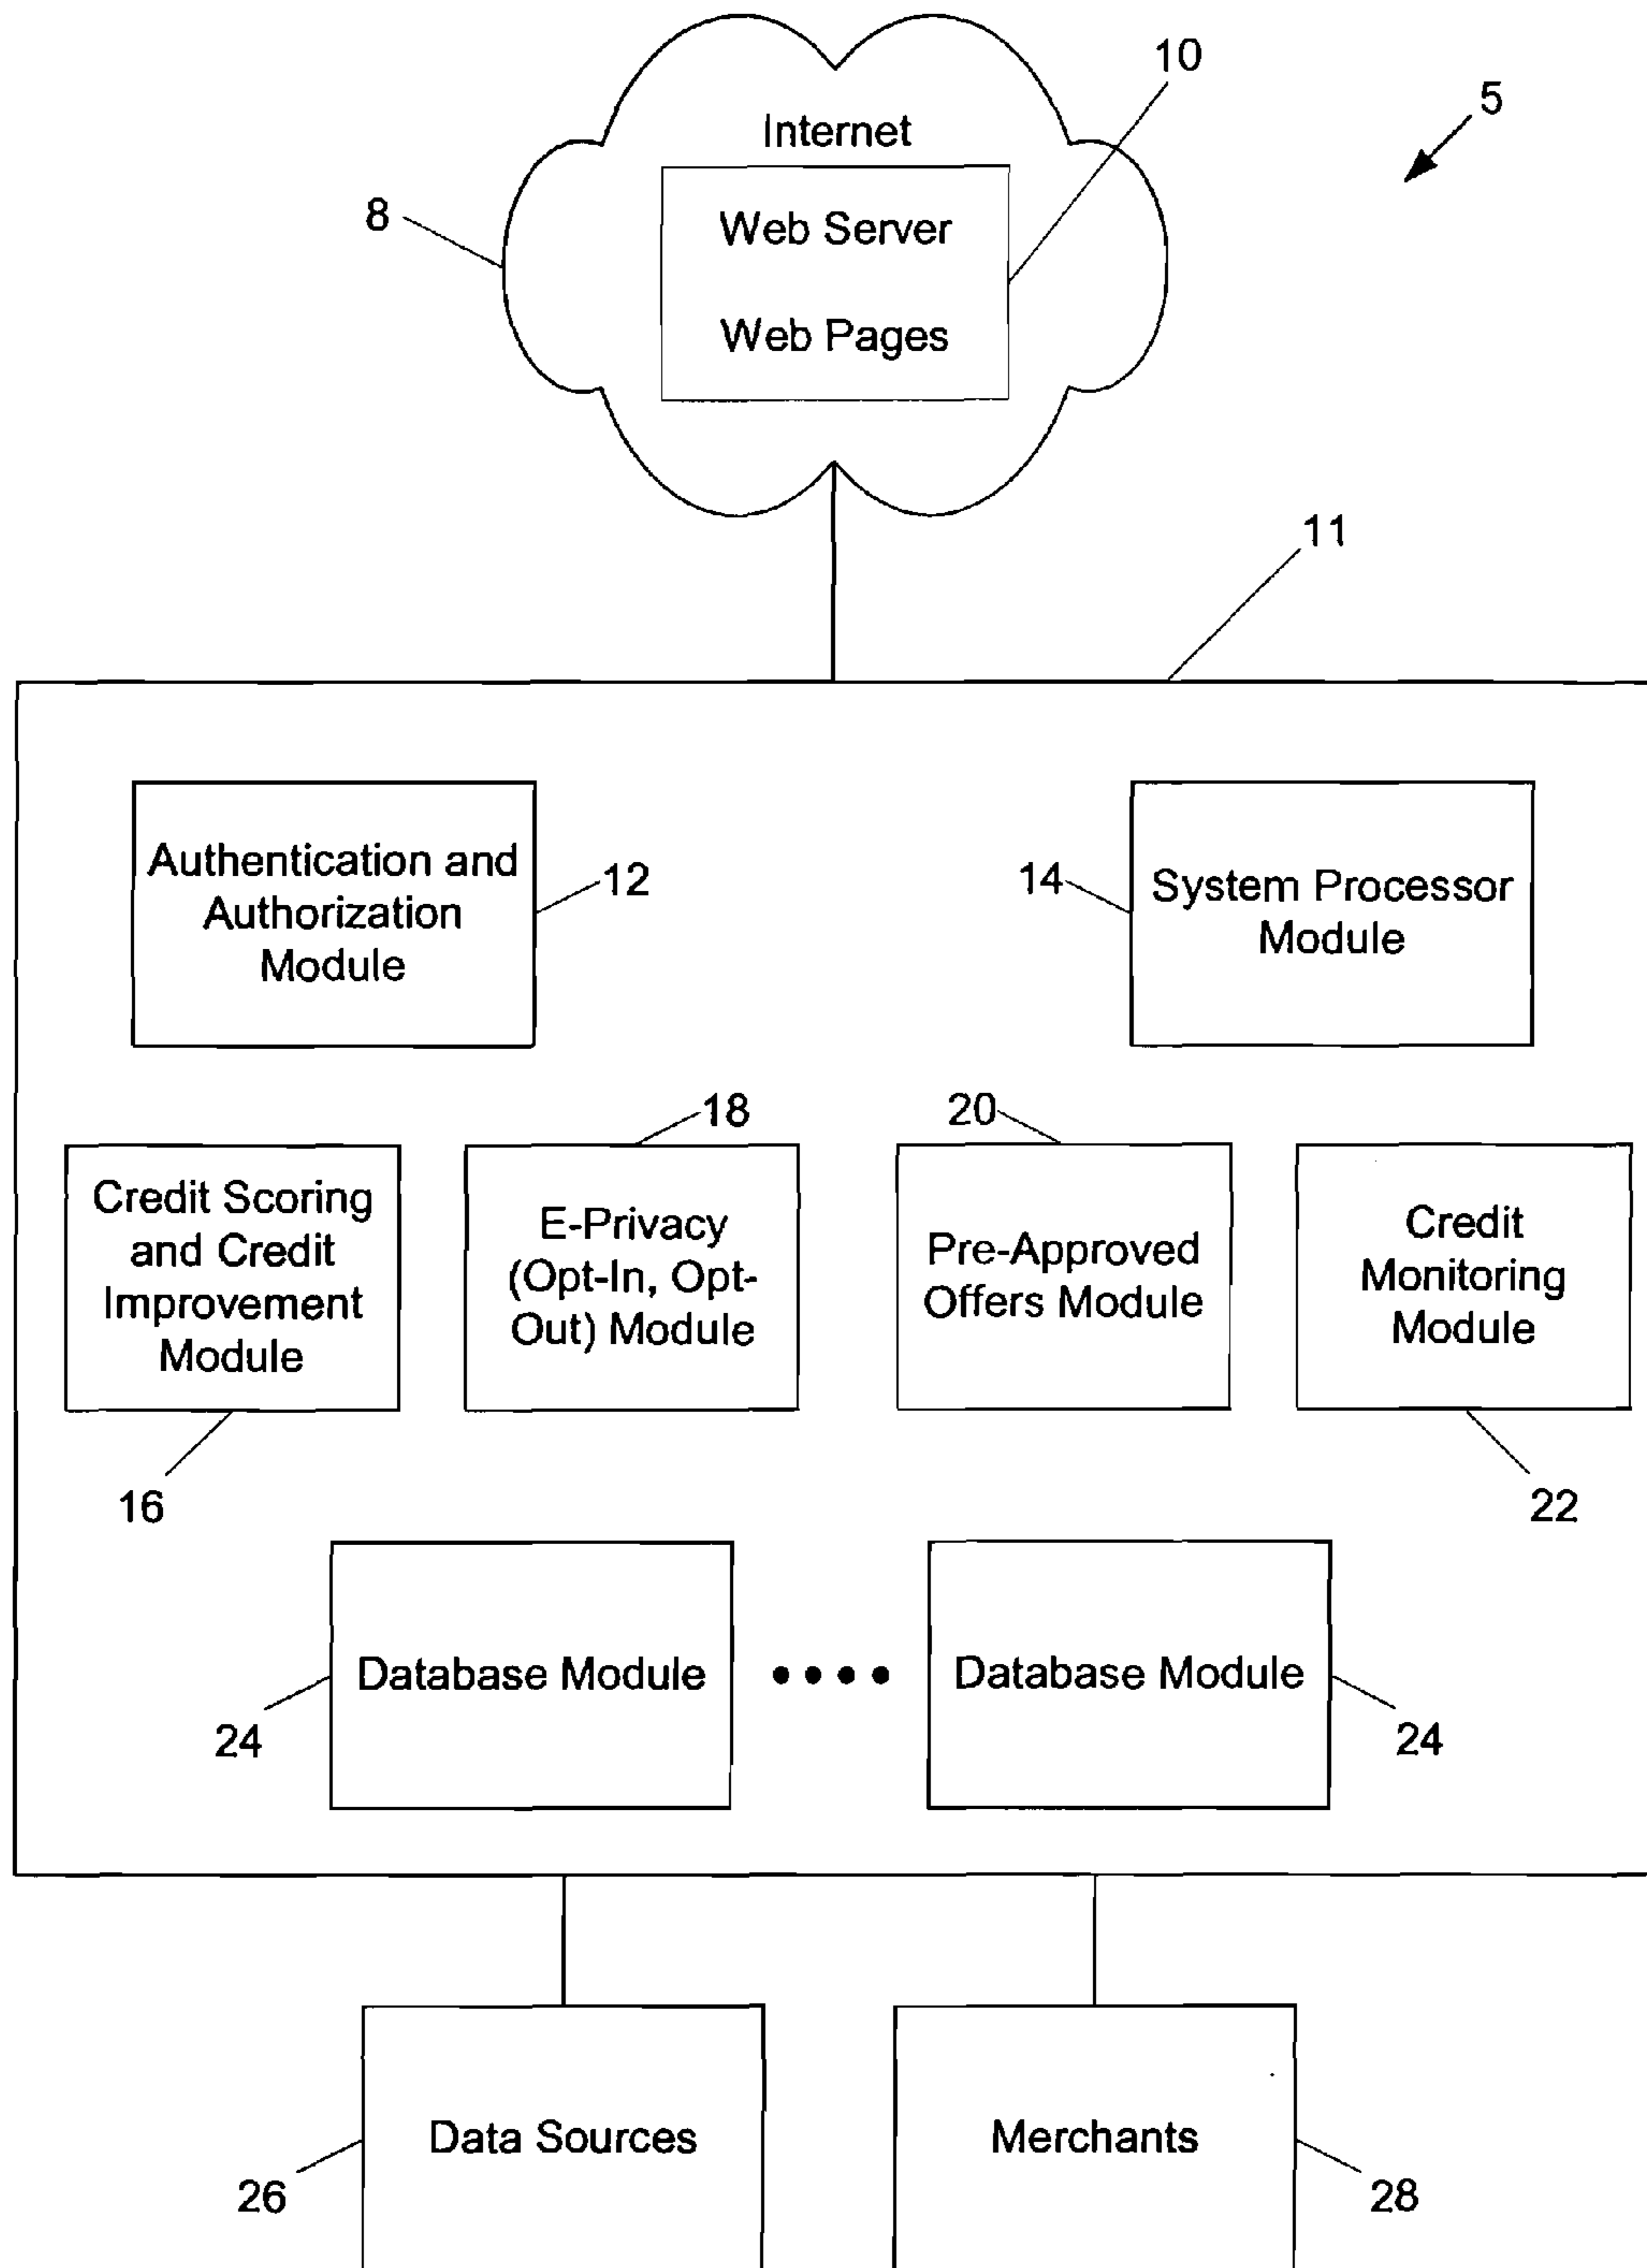 10
5
Internet
8
Web Server
Web Pages
11
Authentication and
Authorization
Module
12
14
System Processor
Module
18
20
Credit Scoring
and Credit
Improvement
Module
E-Privacy
(Opt-In, Opt-
Out) Module
Pre-Approved
Offers Module
Credit
Monitoring
Module
16
22
Database Module
Database Module
24
24
Data Sources
Merchants
26
28